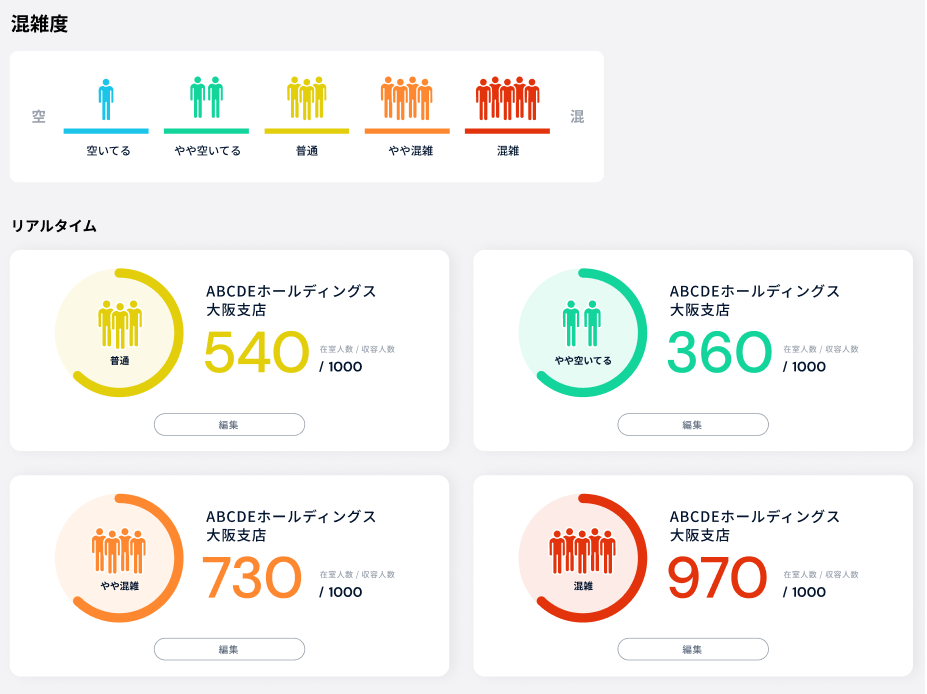 混雑度
空
空いてる
やや空いてる
普通
やや混雑
混雑
混
リアルタイム
普通
ABCDEホールディングス
大阪支店
540
在室人数 / 収容人数
/ 1000
編集
やや空いてる
ABCDEホールディングス
大阪支店
360
在室人数 / 収容人数
/ 1000
編集
やや混雑
ABCDEホールディングス
大阪支店
730
在室人数 / 収容人数
/ 1000
編集
混雑
ABCDEホールディングス
大阪支店
970
在室人数 / 収容人数
/ 1000
編集